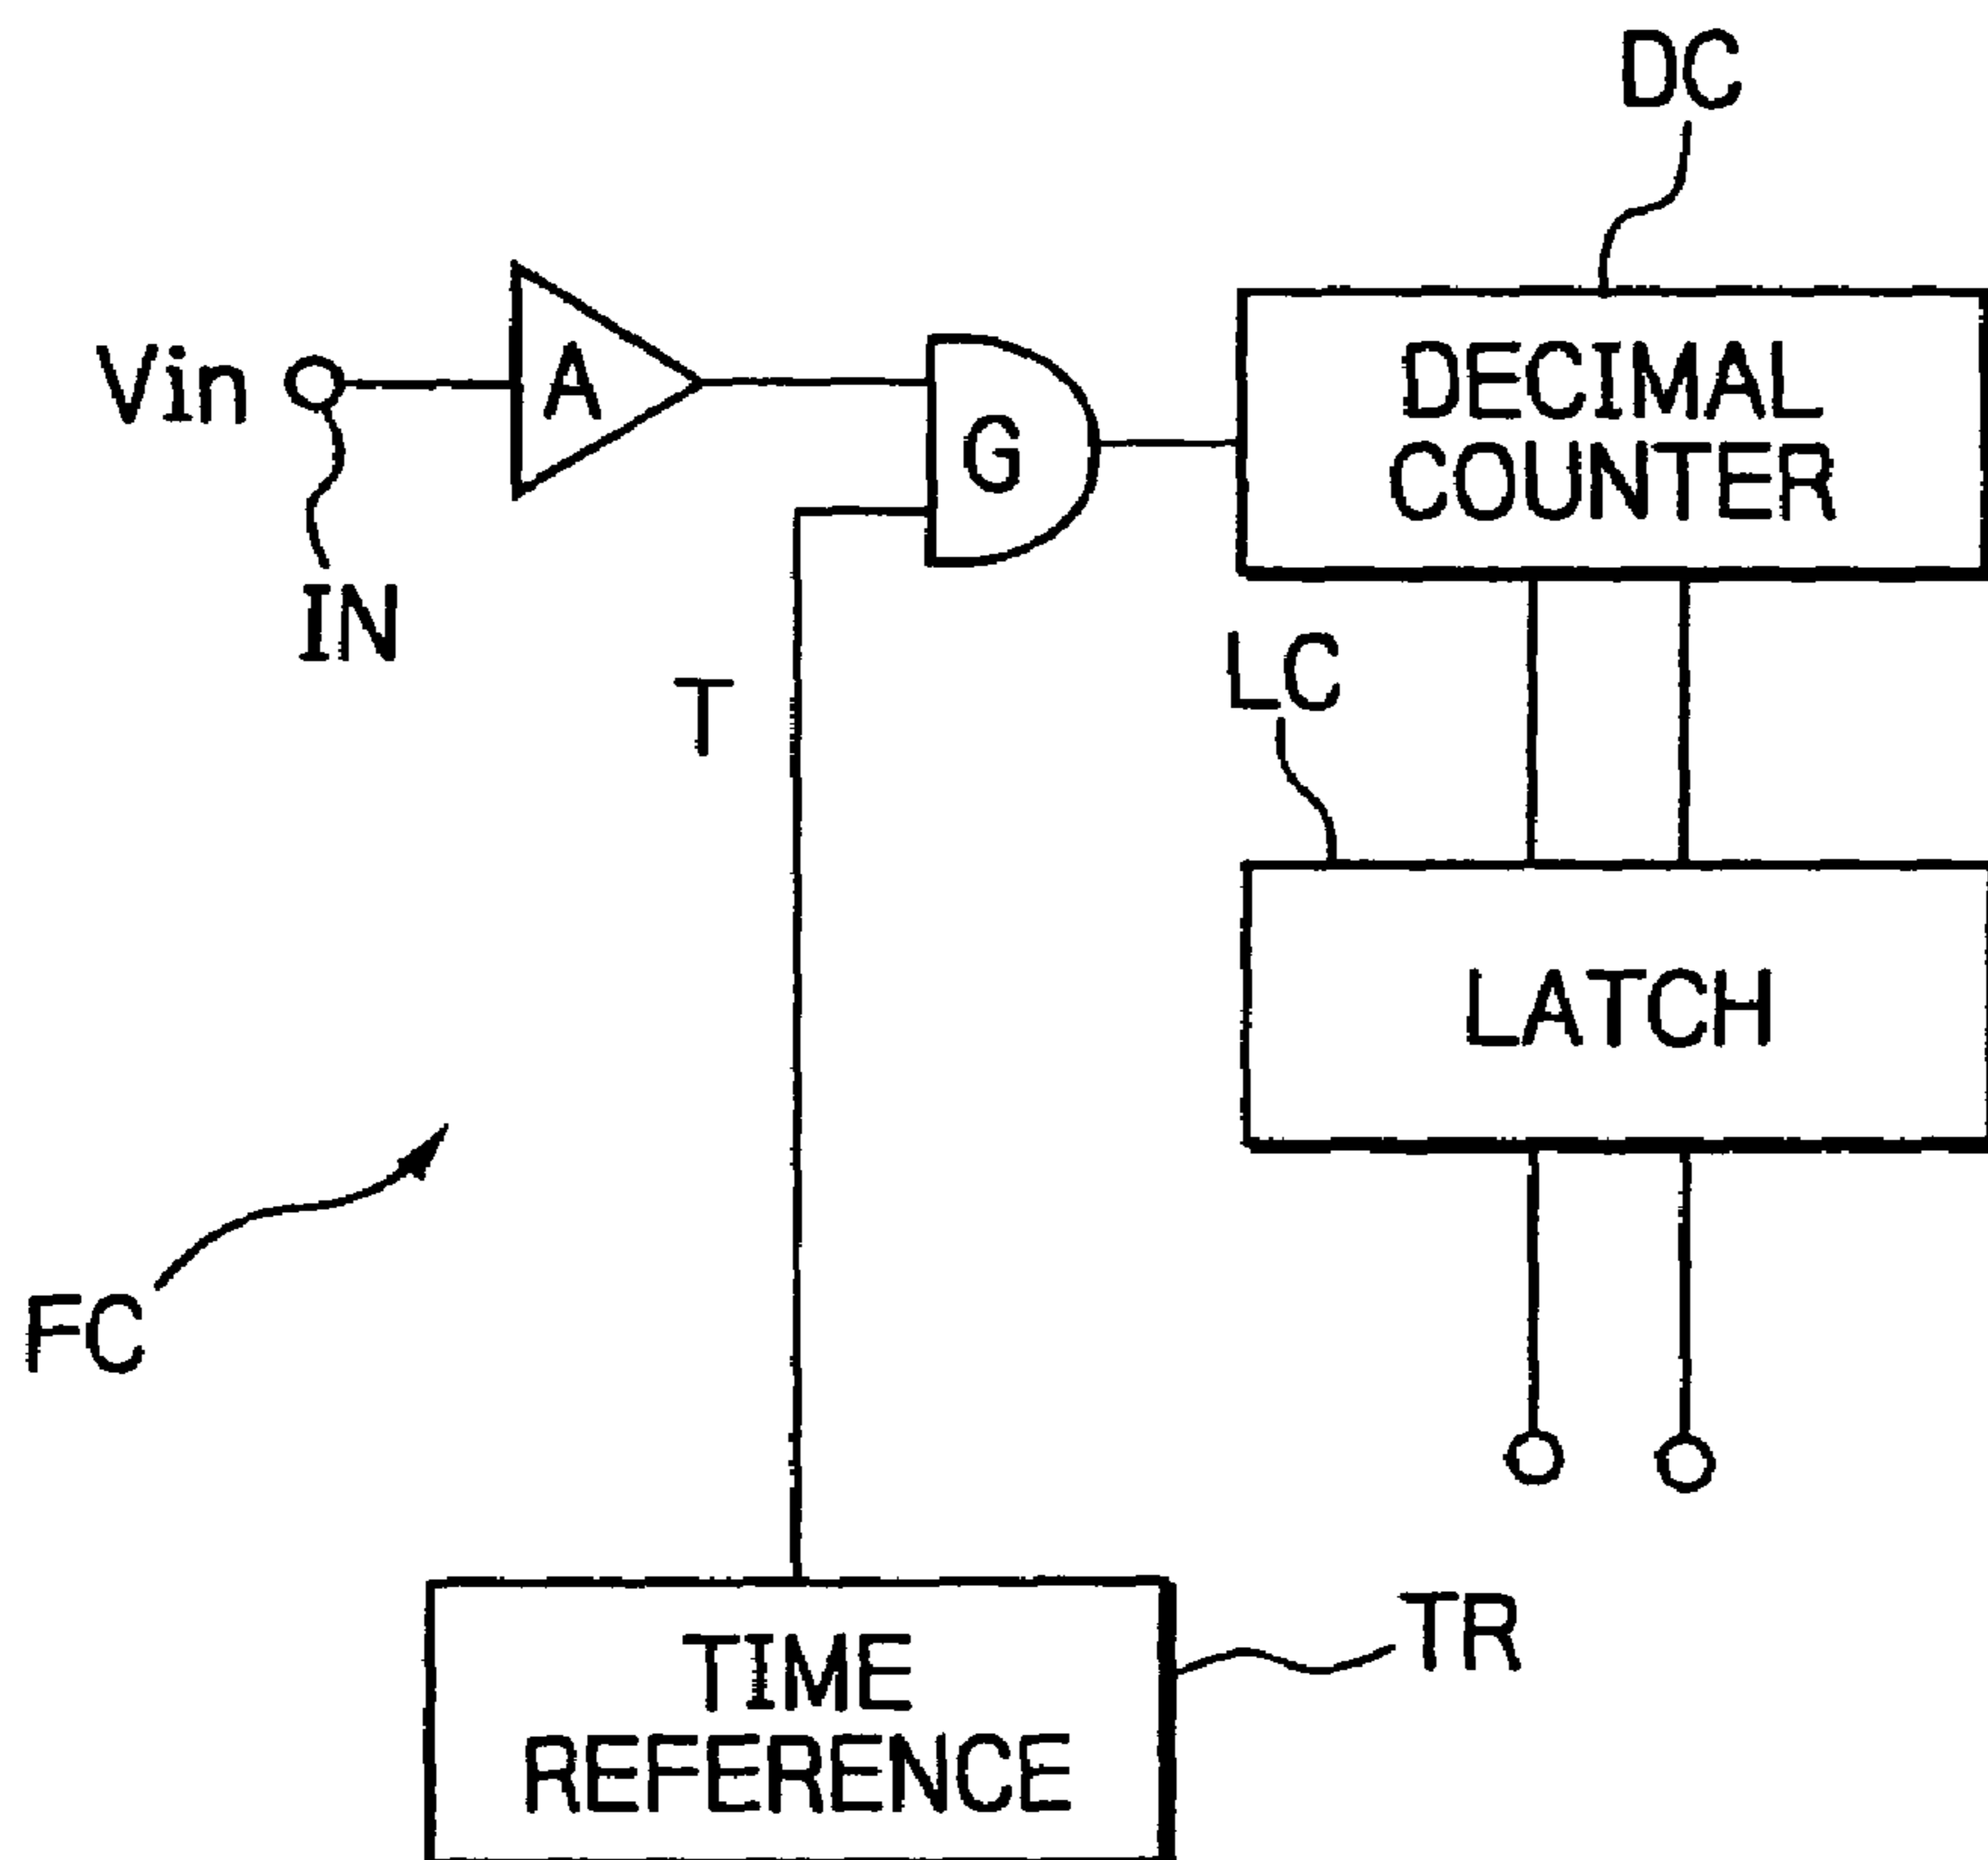 DC
Vin
A
G
DECIMAL
COUNTER
IN
T
LC
LATCH
FC
TIME
REFERENCE
TR